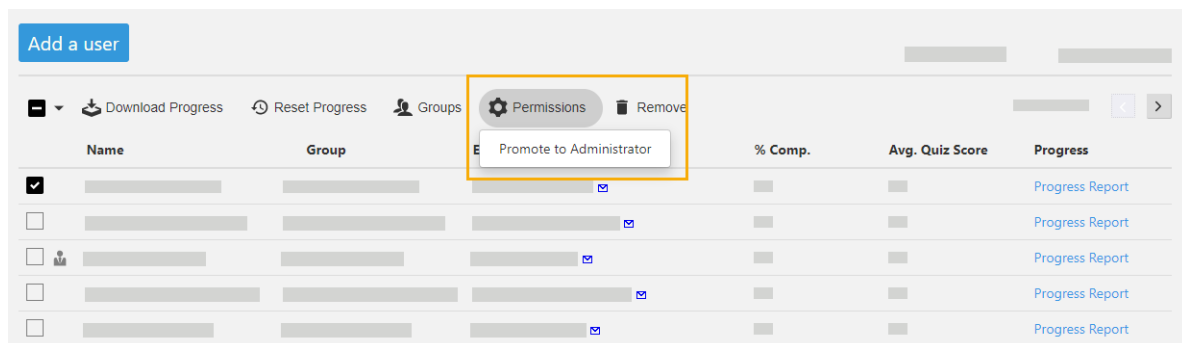 Add a user
Download Progress Reset Progress Groups Permissions Remove
Promote to Administrator
Name Group E % Comp. Avg. Quiz Score Progress
Progress Report
Progress Report
Progress Report
Progress Report
Progress Report